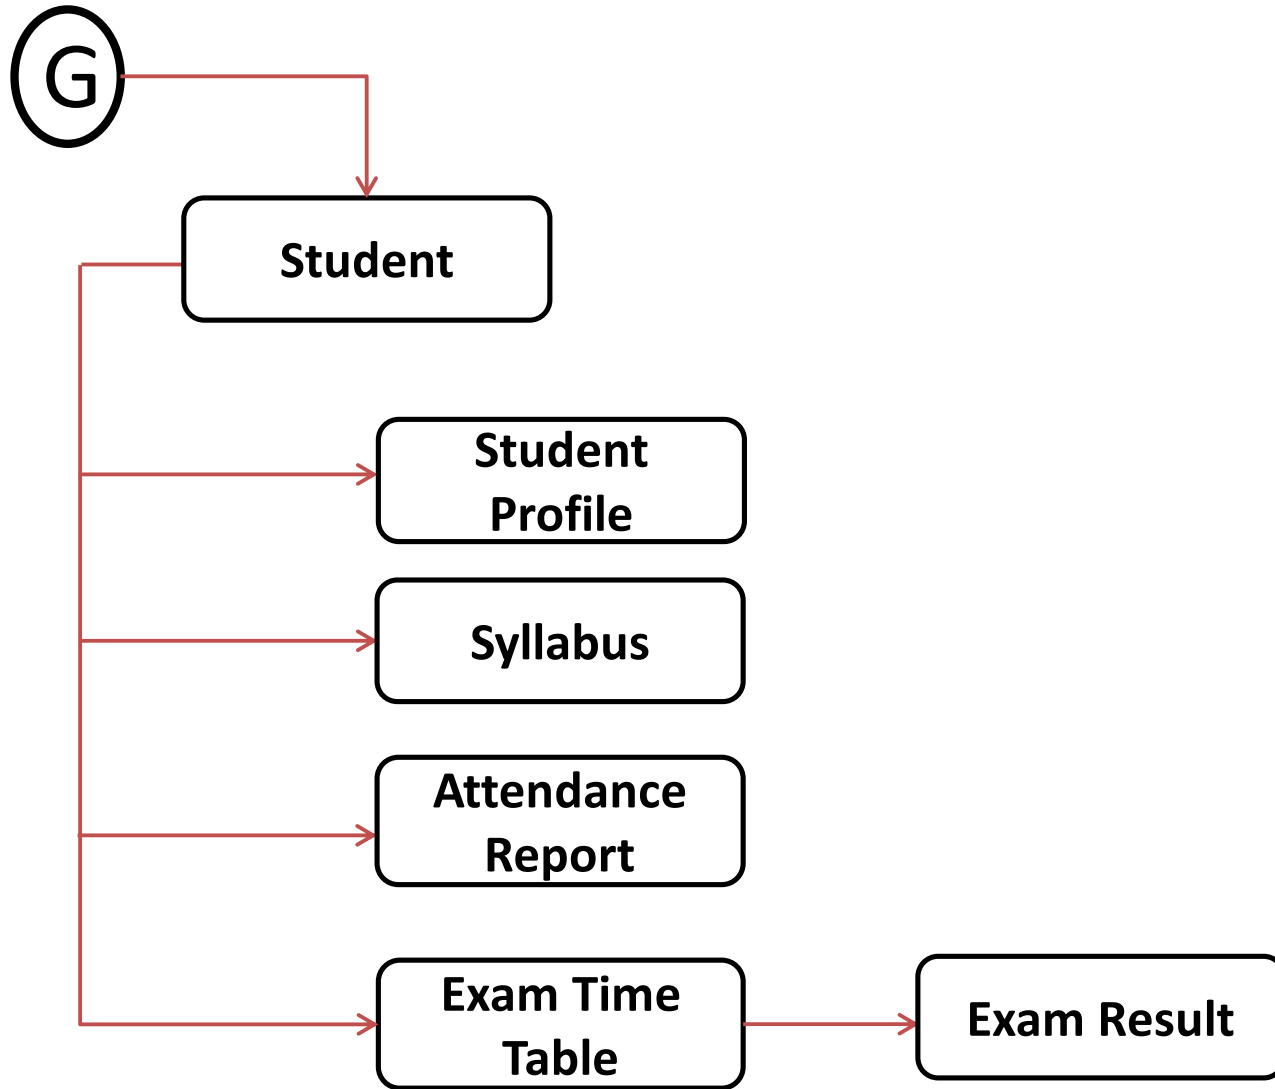 G
Student
Student
Profile
Syllabus
Attendance
Report
Exam Time
Table
Exam Result